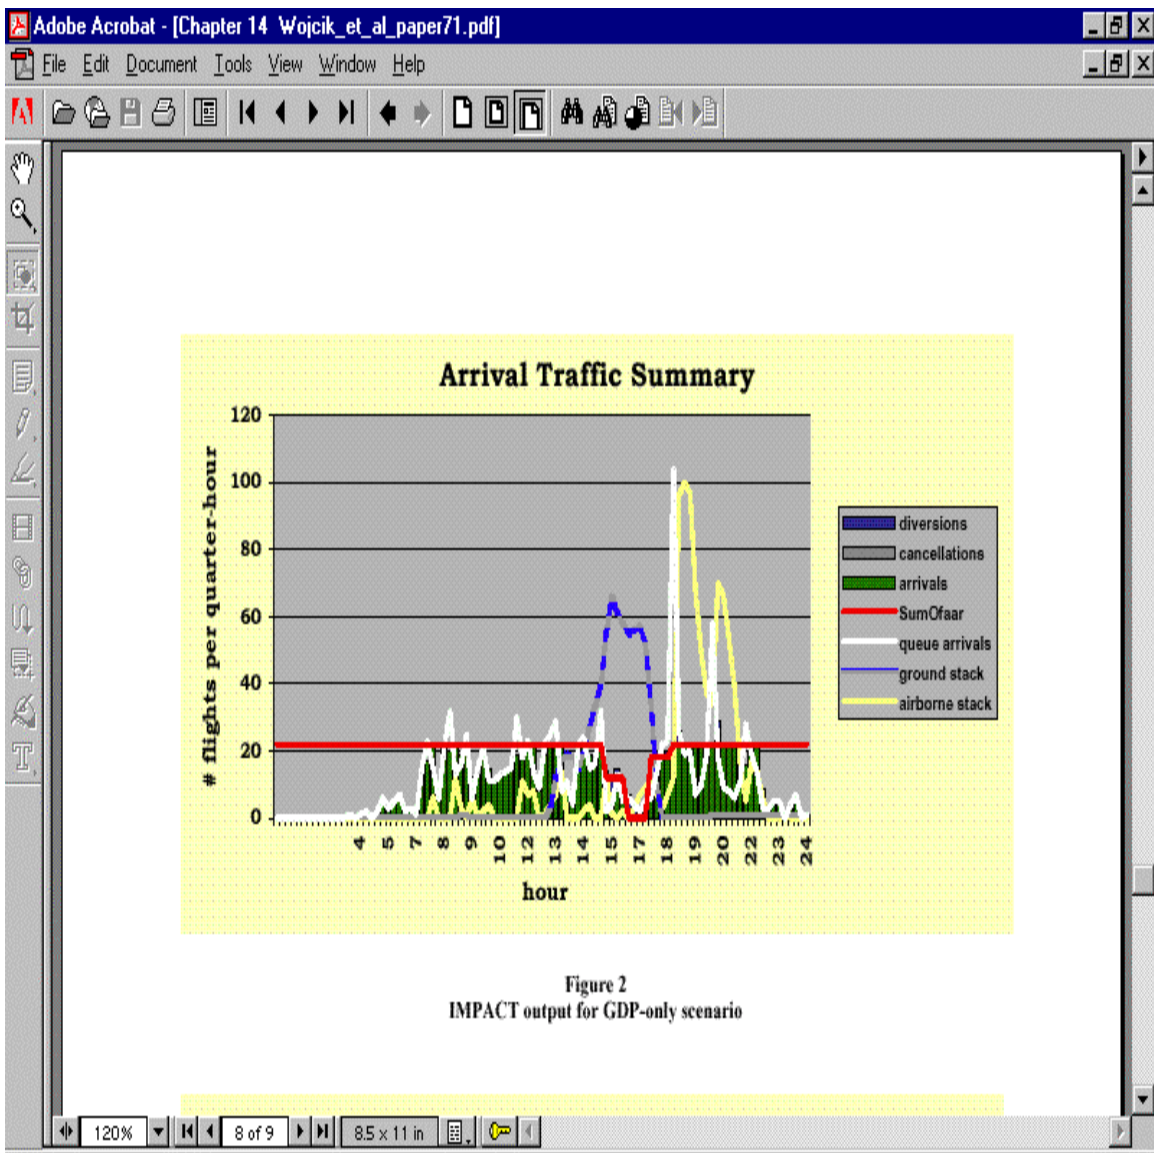 Adobe Acrobat - [Chapter 14 Wojcik_et_al_paper71.pdf]
File Edit Document Tools View Window Help
Arrival Traffic Summary
120
100
80
60
40
20
0
# flights per quarter-hour
4 5 7 8 9 10 12 13 14 15 17 18 19 20 22 23 24
hour
diversions
cancellations
arrivals
SumOfaar
queue arrivals
ground stack
airborne stack
Figure 2
IMPACT output for GDP-only scenario
120% 8 of 9 8.5 x 11 in